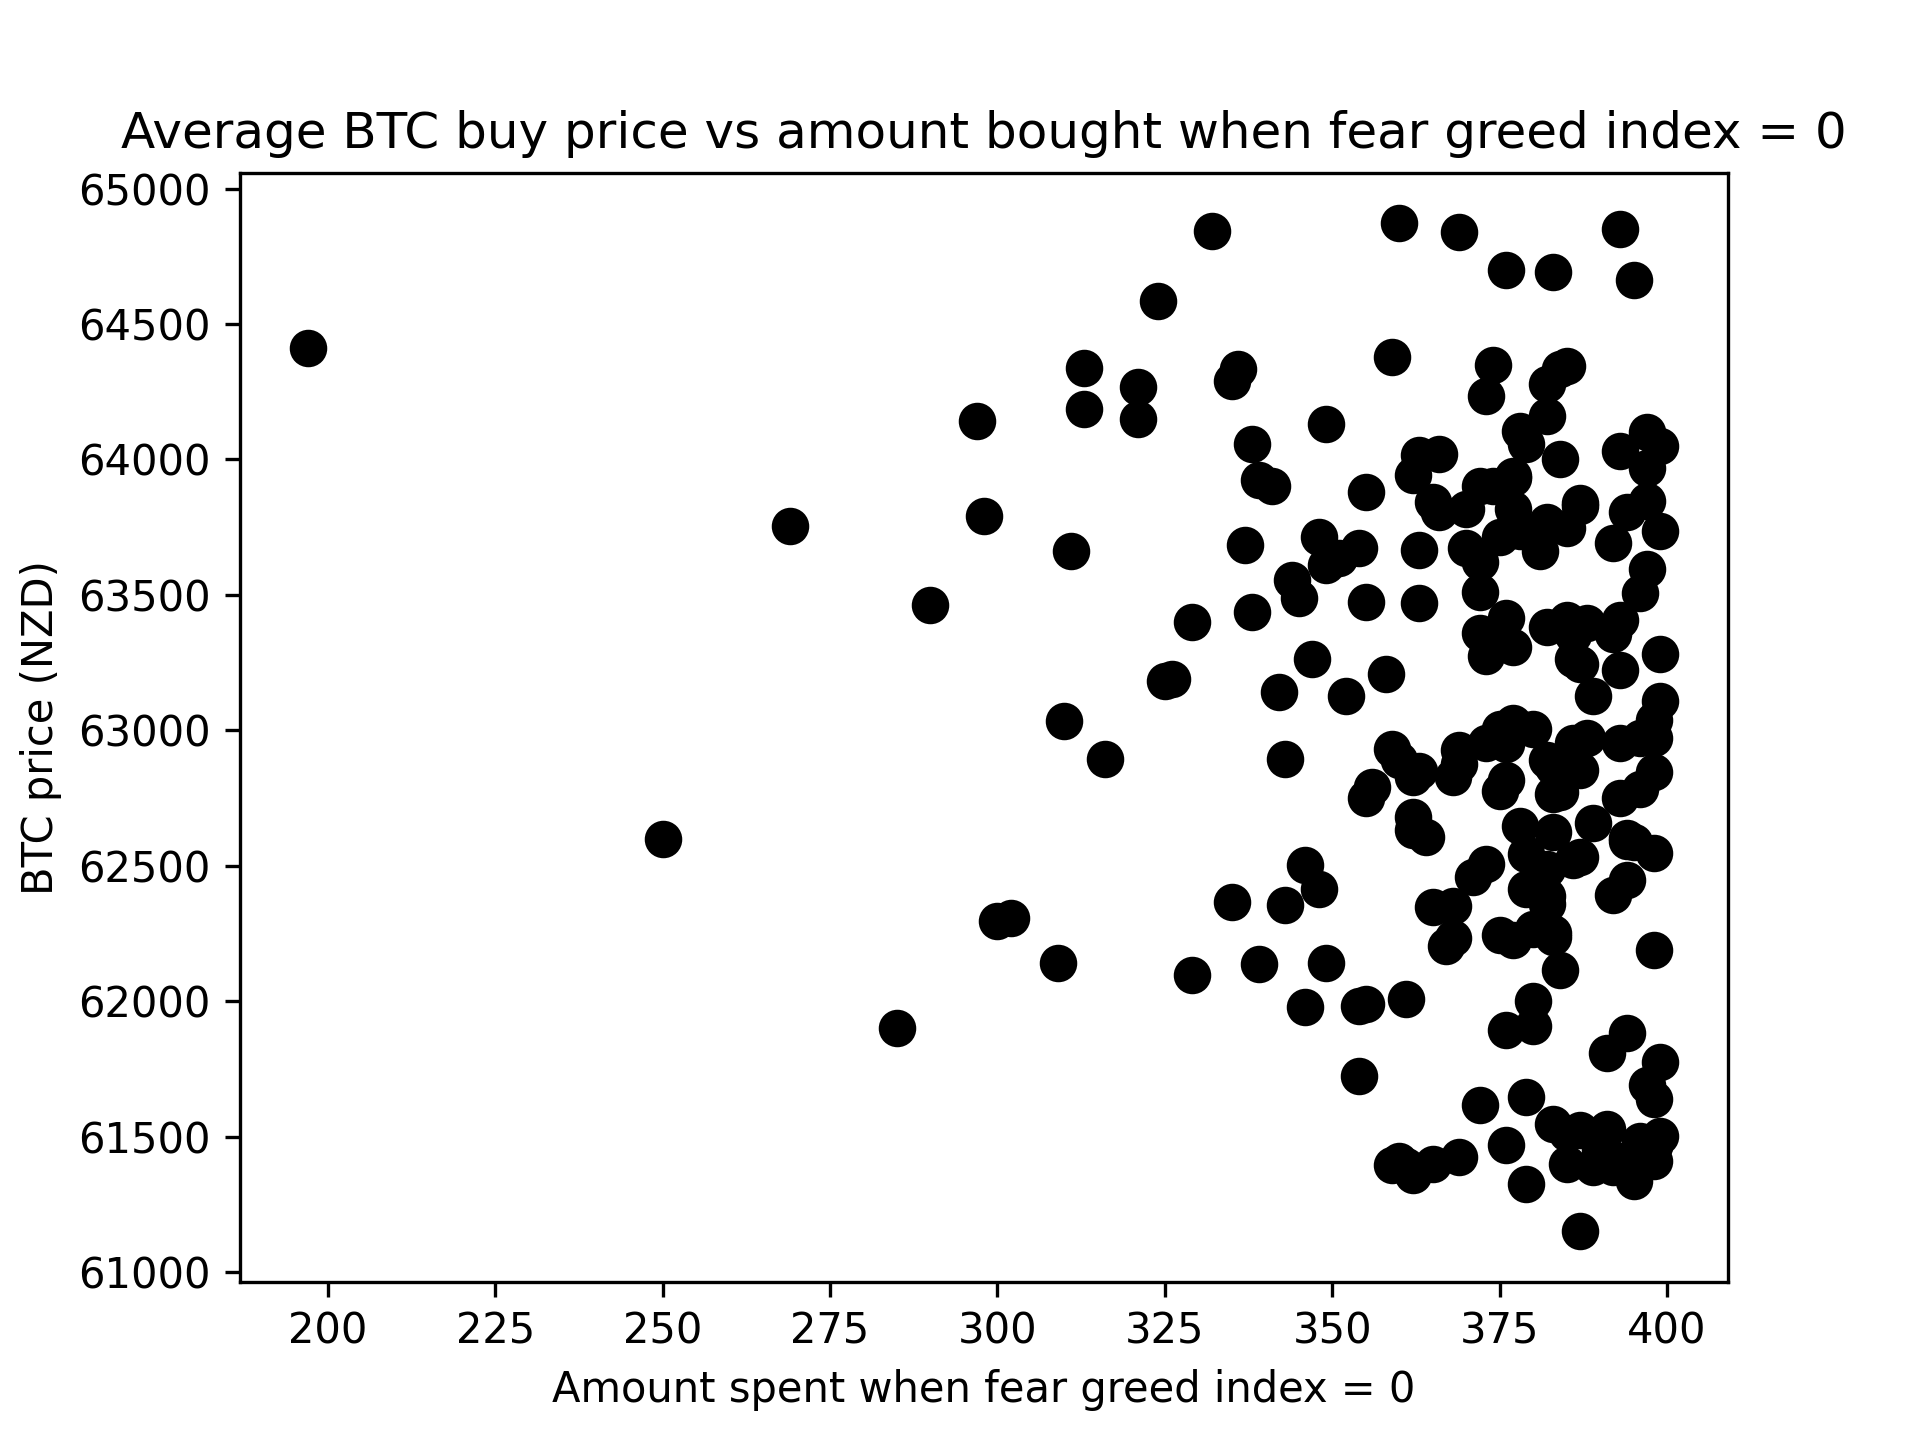 Average BTC buy price vs amount bought when fear greed index = 0
65000
64500
64000
63500
63000
62500
62000
61500
61000
BTC price (NZD)
200 225 250 275 300 325 350 375 400
Amount spent when fear greed index = 0